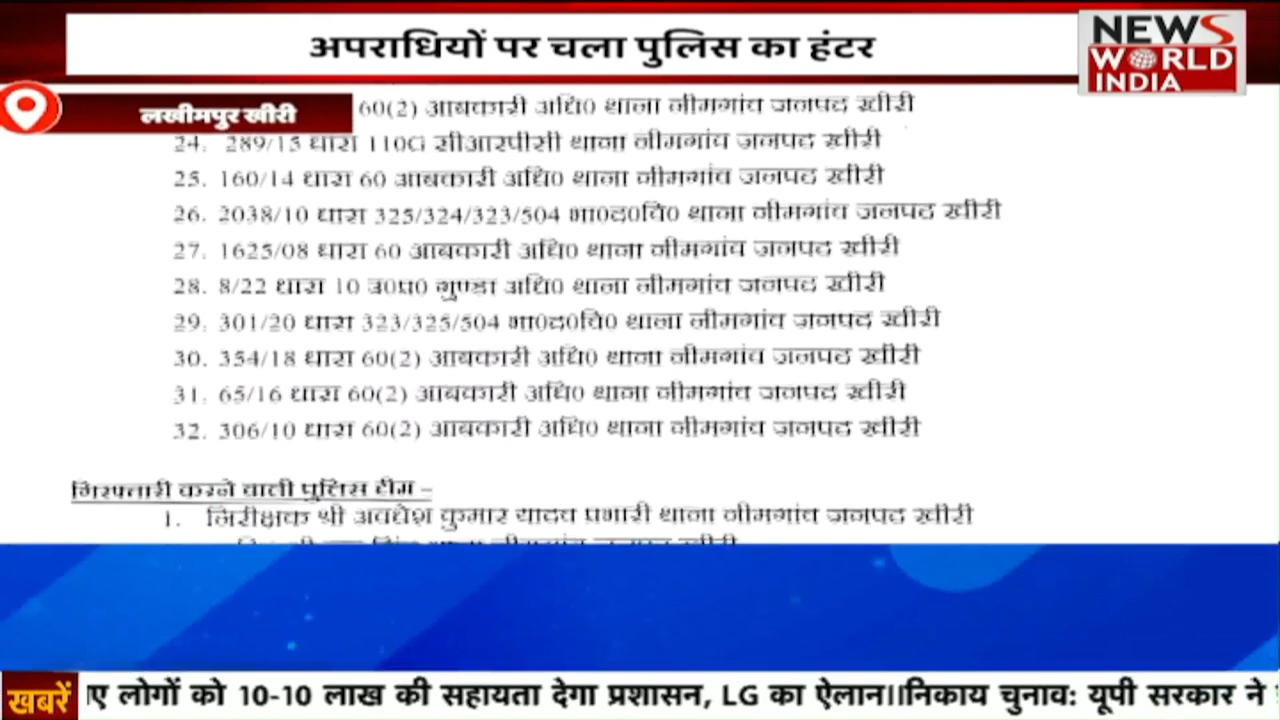 अपराधियों पर चला पुलिस का हंटर
NEWS
WORLD
INDIA
लखीमपुर खीरी
60(2) आबकारी अधि0 थाना नीमगांव जनपद खीरी
24. 289/15 धारा 110G सीआरपीसी थाना नीमगांव जनपद खीरी
25. 160/14 धारा 60 आबकारी अधि0 थाना नीमगांव जनपद खीरी
26. 2038/10 धारा 325/324/323/504 भा0द0वि0 थाना नीमगांव जनपद खीरी
27. 1625/08 धारा 60 आबकारी अधि0 थाना नीमगांव जनपद खीरी
28. 8/22 धारा 10 उ0प्र0 गुण्डा अधि0 थाना नीमगांव जनपद खीरी
29. 301/20 धारा 323/325/504 भा0द0वि0 थाना नीमगांव जनपद खीरी
30. 354/18 धारा 60(2) आबकारी अधि0 थाना नीमगांव जनपद खीरी
31. 65/16 धारा 60(2) आबकारी अधि0 थाना नीमगांव जनपद खीरी
32. 306/10 धारा 60(2) आबकारी अधि0 थाना नीमगांव जनपद खीरी
गिरफ्तारी करने वाली पुलिस टीम –
1. निरीक्षक श्री अवधेश कुमार यादव प्रभारी थाना नीमगांव जनपद खीरी
खबरें
ए लोगों को 10-10 लाख की सहायता देगा प्रशासन, LG का ऐलान।।निकाय चुनाव: यूपी सरकार ने